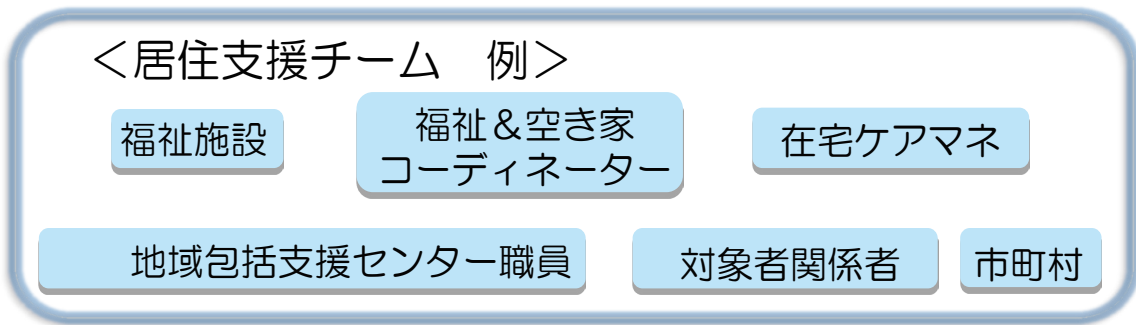 ＜居住支援チーム　例＞
福祉施設
福祉＆空き家
コーディネーター
在宅ケアマネ
地域包括支援センター職員
対象者関係者
市町村